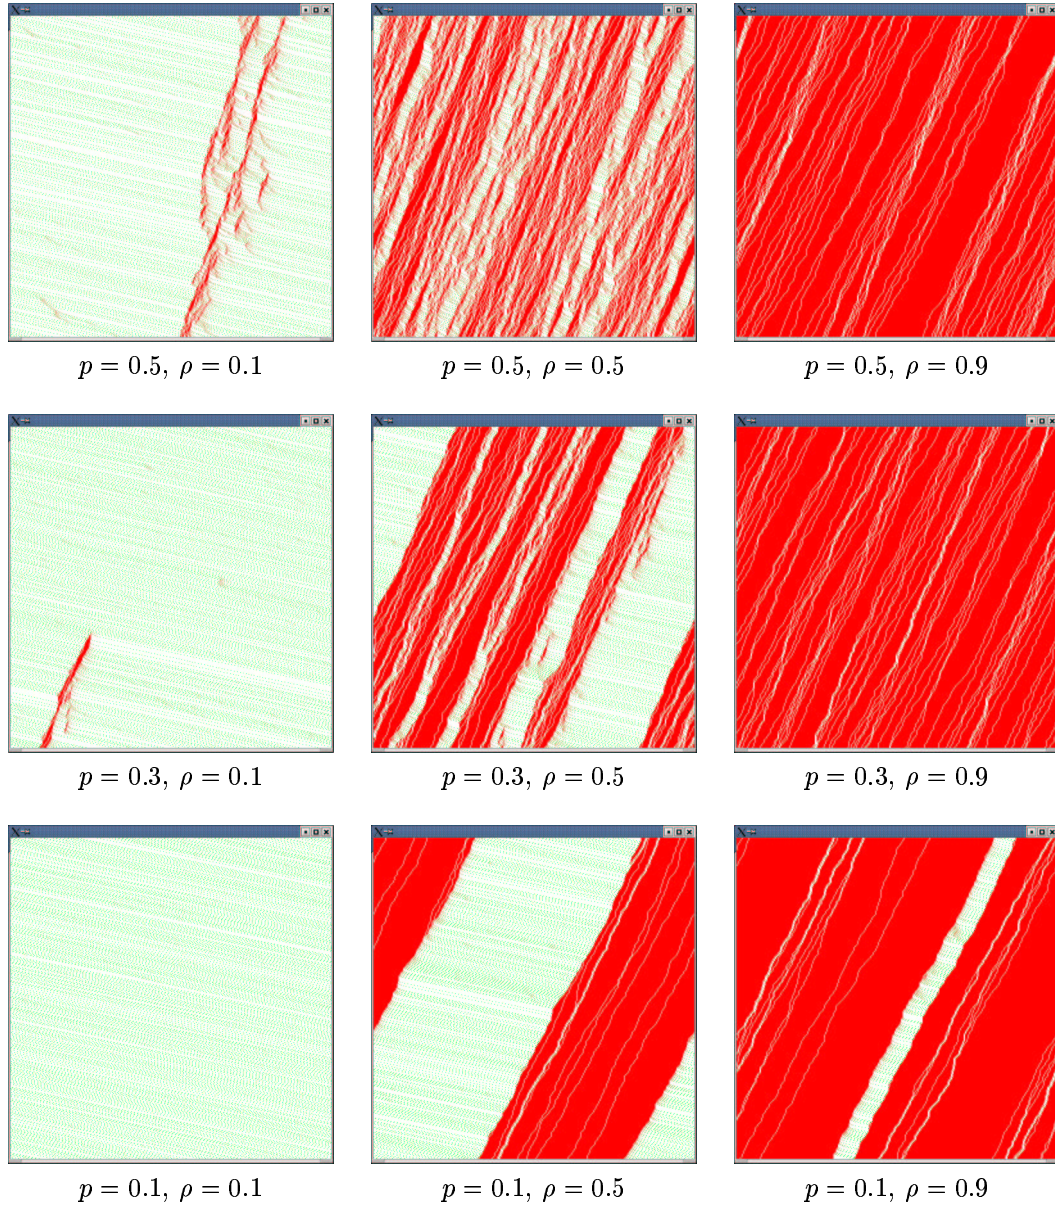 p = 0.5, ρ = 0.1
p = 0.5, ρ = 0.5
p = 0.5, ρ = 0.9
p = 0.3, ρ = 0.1
p = 0.3, ρ = 0.5
p = 0.3, ρ = 0.9
p = 0.1, ρ = 0.1
p = 0.1, ρ = 0.5
p = 0.1, ρ = 0.9